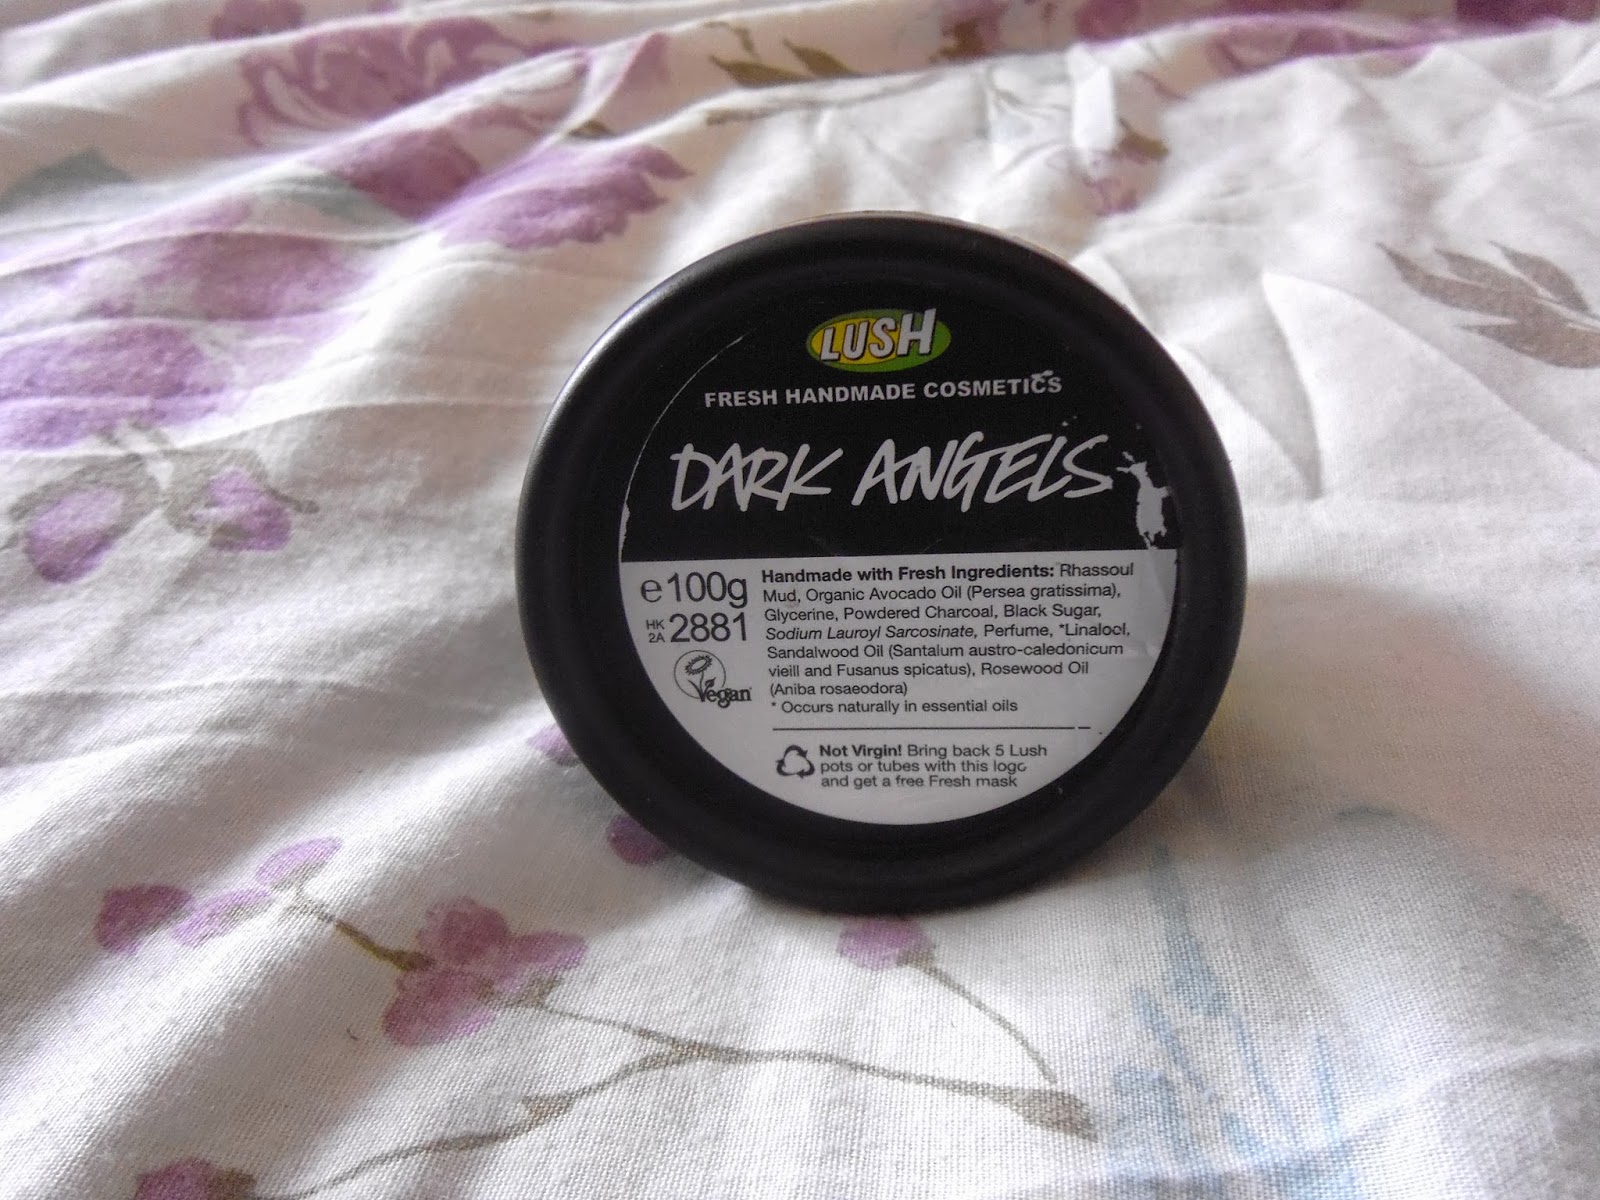 LUSH
FRESH HANDMADE COSMETICS
DARK ANGELS
e 100g
HK 2A 2881
Vegan
Handmade with Fresh Ingredients: Rhassoul
Mud, Organic Avocado Oil (Persea gratissima),
Glycerine, Powdered Charcoal, Black Sugar,
Sodium Lauroyl Sarcosinate, Perfume, *Linalool,
Sandalwood Oil (Santalum austro-caledonicum
vieill and Fusanus spicatus), Rosewood Oil
(Aniba rosaeodora)
* Occurs naturally in essential oils
Not Virgin! Bring back 5 Lush
pots or tubes with this logo
and get a free Fresh mask